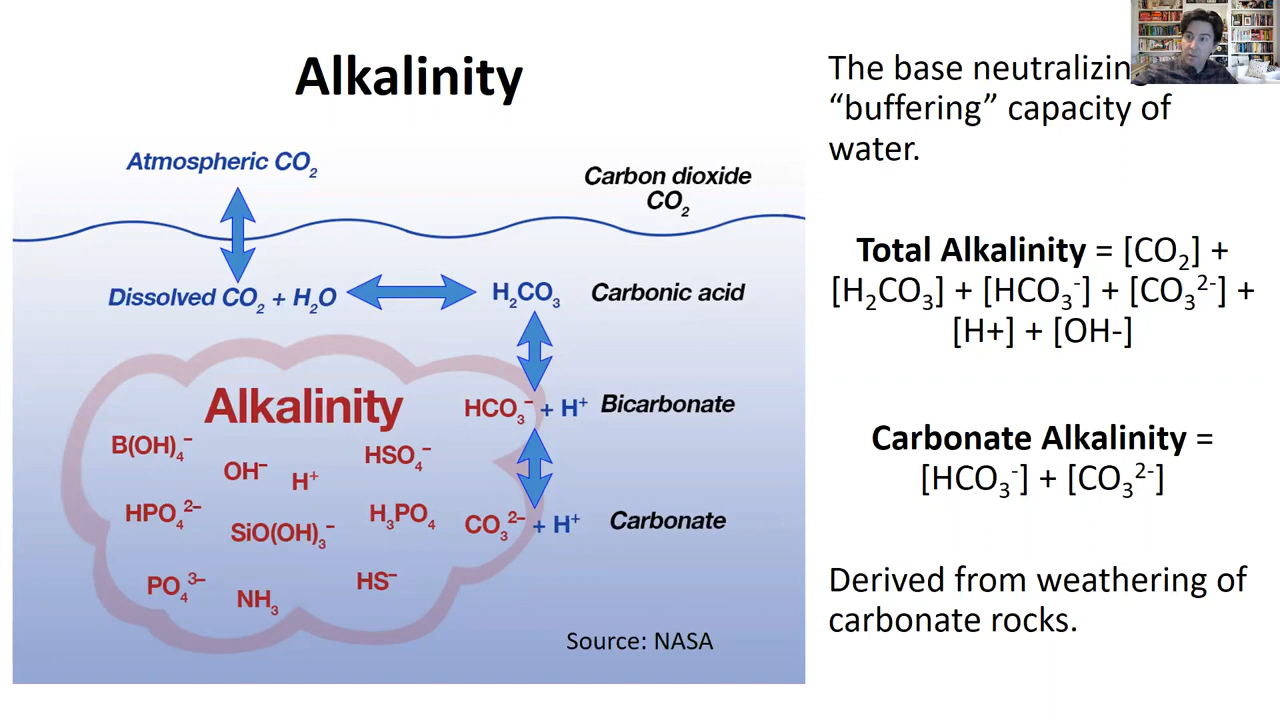 Alkalinity
Atmospheric CO₂
Carbon dioxide
CO₂
Dissolved CO₂ + H₂O
H₂CO₃
Carbonic acid
Alkalinity
HCO₃⁻ + H⁺
Bicarbonate
B(OH)₄⁻
OH⁻
H⁺
HSO₄⁻
HPO₄²⁻
SiO(OH)₃⁻
H₃PO₄
CO₃²⁻ + H⁺
Carbonate
PO₄³⁻
NH₃
HS⁻
Source: NASA
The base neutralizing
“buffering” capacity of
water.
Total Alkalinity = [CO₂] +
[H₂CO₃] + [HCO₃⁻] + [CO₃²⁻] +
[H+] + [OH-]
Carbonate Alkalinity =
[HCO₃⁻] + [CO₃²⁻]
Derived from weathering of
carbonate rocks.